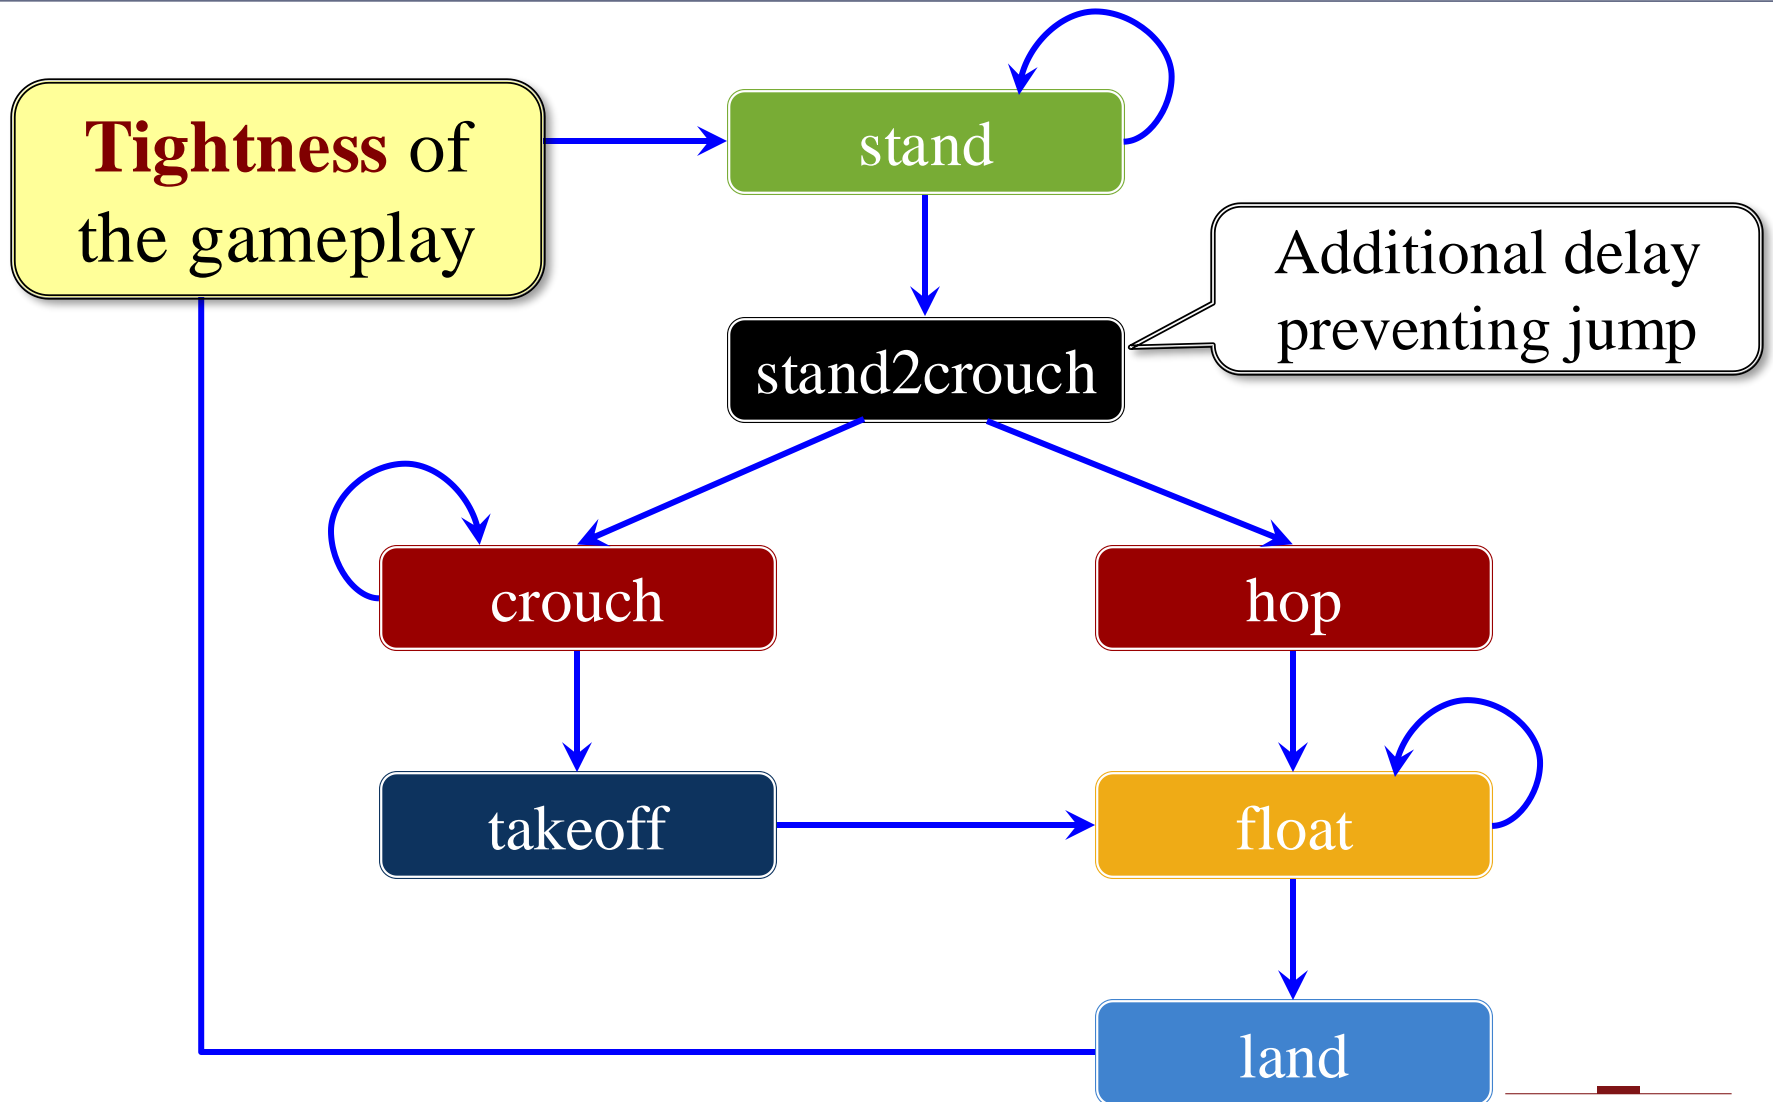 Tightness of
the gameplay
stand
Additional delay
preventing jump
stand2crouch
crouch
hop
takeoff
float
land